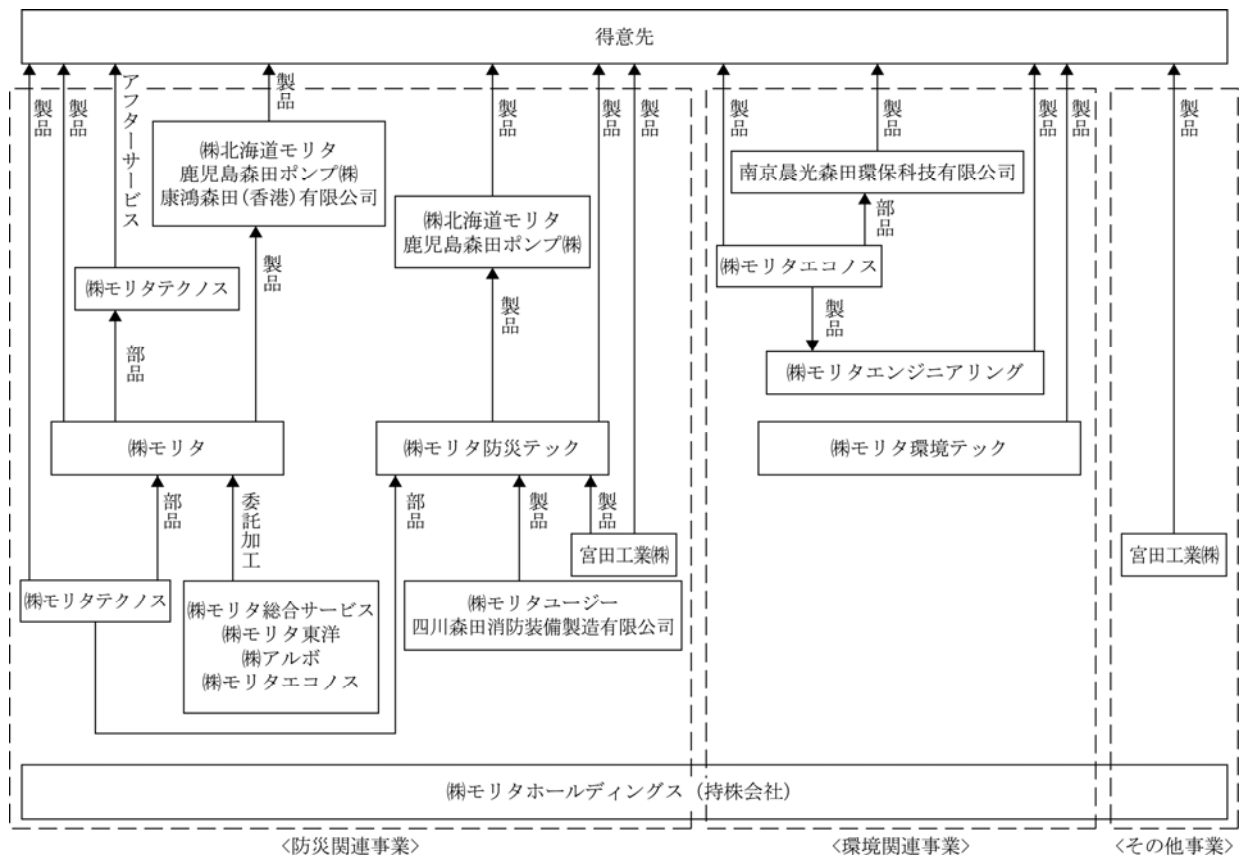 得意先
製品
製品
アフターサービス
製品
製品
製品
製品
製品
製品
製品
製品
製品
㈱北海道モリタ
鹿児島森田ポンプ㈱
康鴻森田(香港)有限公司
㈱北海道モリタ
鹿児島森田ポンプ㈱
南京晨光森田環保科技有限公司
部品
㈱モリタエコノス
製品
㈱モリタテクノス
製品
製品
部品
㈱モリタエンジニアリング
㈱モリタ
㈱モリタ防災テック
㈱モリタ環境テック
部品
委託加工
部品
製品
製品
宮田工業㈱
宮田工業㈱
㈱モリタテクノス
㈱モリタ総合サービス
㈱モリタ東洋
㈱アルボ
㈱モリタエコノス
㈱モリタユージー
四川森田消防装備製造有限公司
㈱モリタホールディングス（持株会社）
<防災関連事業>
<環境関連事業>
<その他事業>